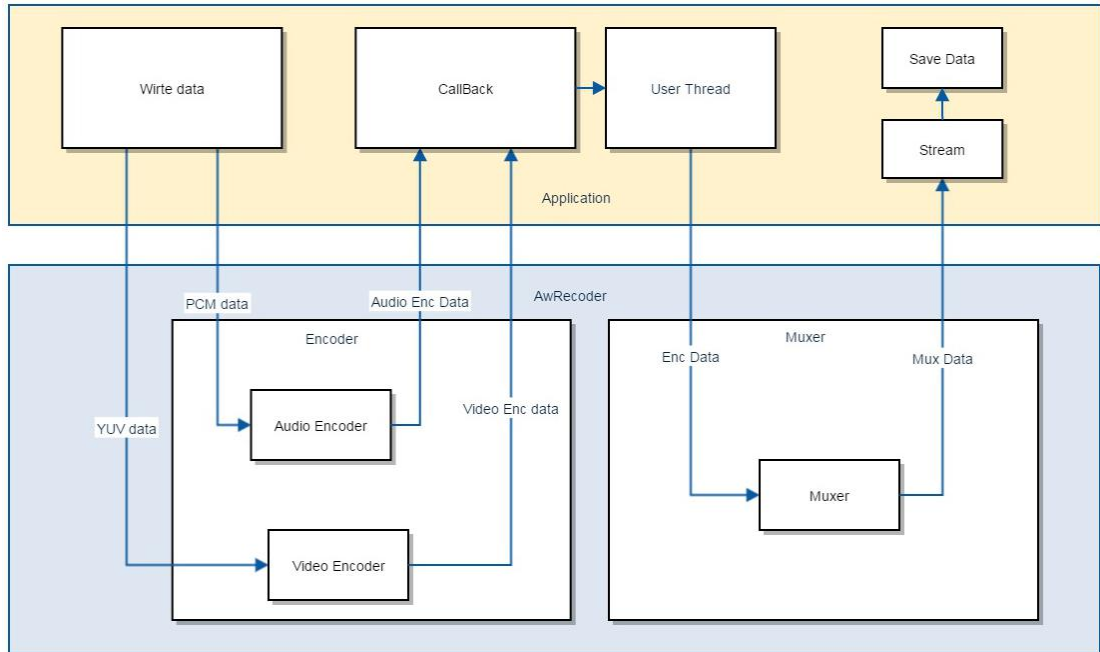 Wirte data
CallBack
User Thread
Save Data
Stream
Application
AwRecoder
PCM data
Audio Enc Data
Encoder
Muxer
Enc Data
Mux Data
Video Enc data
YUV data
Audio Encoder
Muxer
Video Encoder